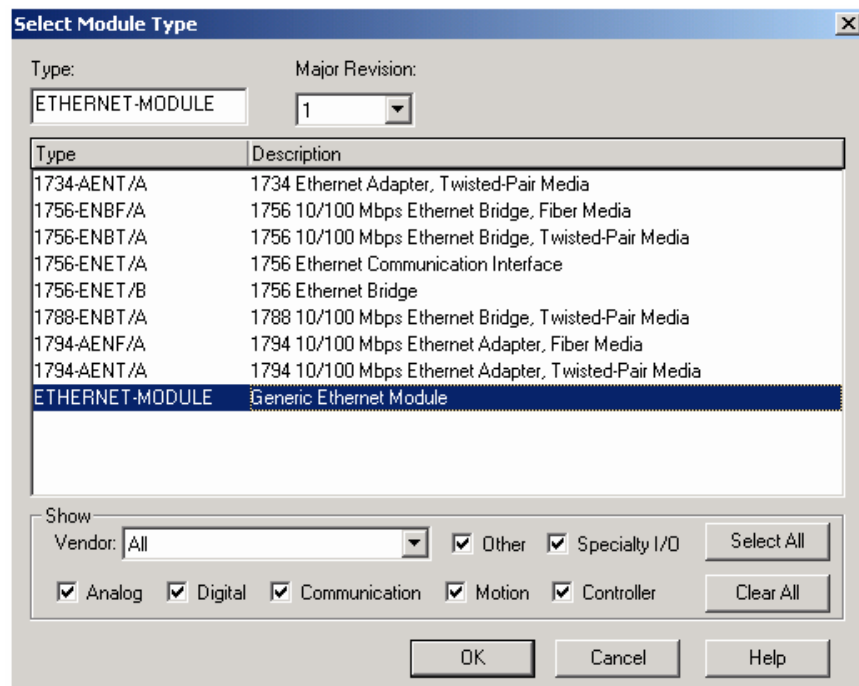 Select Module Type
Type: Major Revision:
ETHERNET-MODULE 1
Type Description
1734-AENT/A 1734 Ethernet Adapter, Twisted-Pair Media
1756-ENBF/A 1756 10/100 Mbps Ethernet Bridge, Fiber Media
1756-ENBT/A 1756 10/100 Mbps Ethernet Bridge, Twisted-Pair Media
1756-ENET/A 1756 Ethernet Communication Interface
1756-ENET/B 1756 Ethernet Bridge
1788-ENBT/A 1788 10/100 Mbps Ethernet Bridge, Twisted-Pair Media
1794-AENF/A 1794 10/100 Mbps Ethernet Adapter, Fiber Media
1794-AENT/A 1794 10/100 Mbps Ethernet Adapter, Twisted-Pair Media
ETHERNET-MODULE Generic Ethernet Module
Show
Vendor: All Other Specialty I/O Select All
Analog Digital Communication Motion Controller Clear All
OK Cancel Help